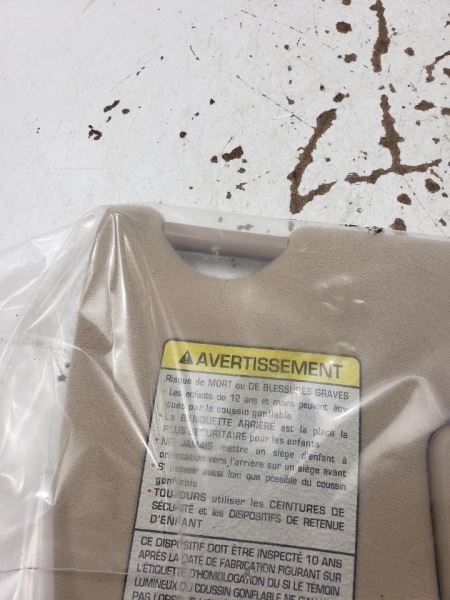 AVERTISSEMENT
Risque de MORT ou DE BLESSURES GRAVES
Les enfants de 12 ans et moins peuvent être
tués par le coussin gonflable
• La BANQUETTE ARRIÈRE est la place la
PLUS SÉCURITAIRE pour les enfants
• NE JAMAIS mettre un siège d'enfant à
orientation vers l'arrière sur un siège avant
• S'asseoir aussi loin que possible du coussin
gonflable
• TOUJOURS utiliser les CEINTURES DE
SÉCURITÉ et les DISPOSITIFS DE RETENUE
D'ENFANT
CE DISPOSITIF DOIT ÊTRE INSPECTÉ 10 ANS
APRÈS LA DATE DE FABRICATION FIGURANT SUR
L'ÉTIQUETTE D'HOMOLOGATION OU SI LE TÉMOIN
LUMINEUX DU COUSSIN GONFLABLE NE S'ALLUME
PAS LORSQUE